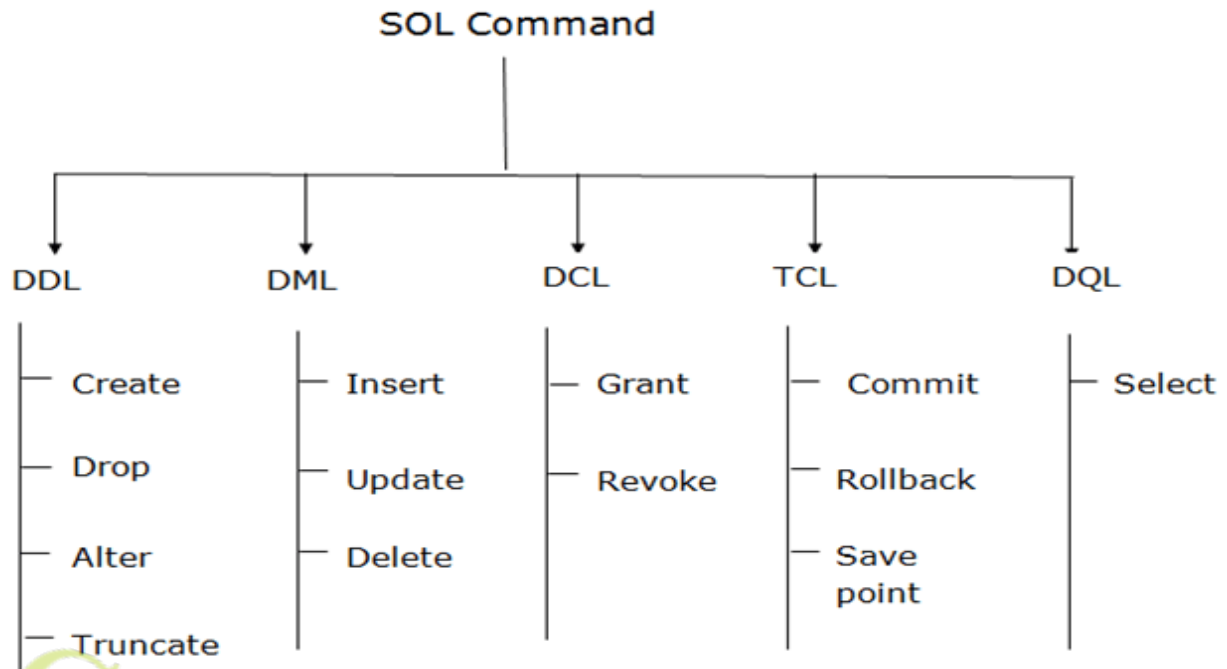 SOL Command
DDL
DML
DCL
TCL
DQL
Create
Drop
Alter
Truncate
Insert
Update
Delete
Grant
Revoke
Commit
Rollback
Save
point
Select